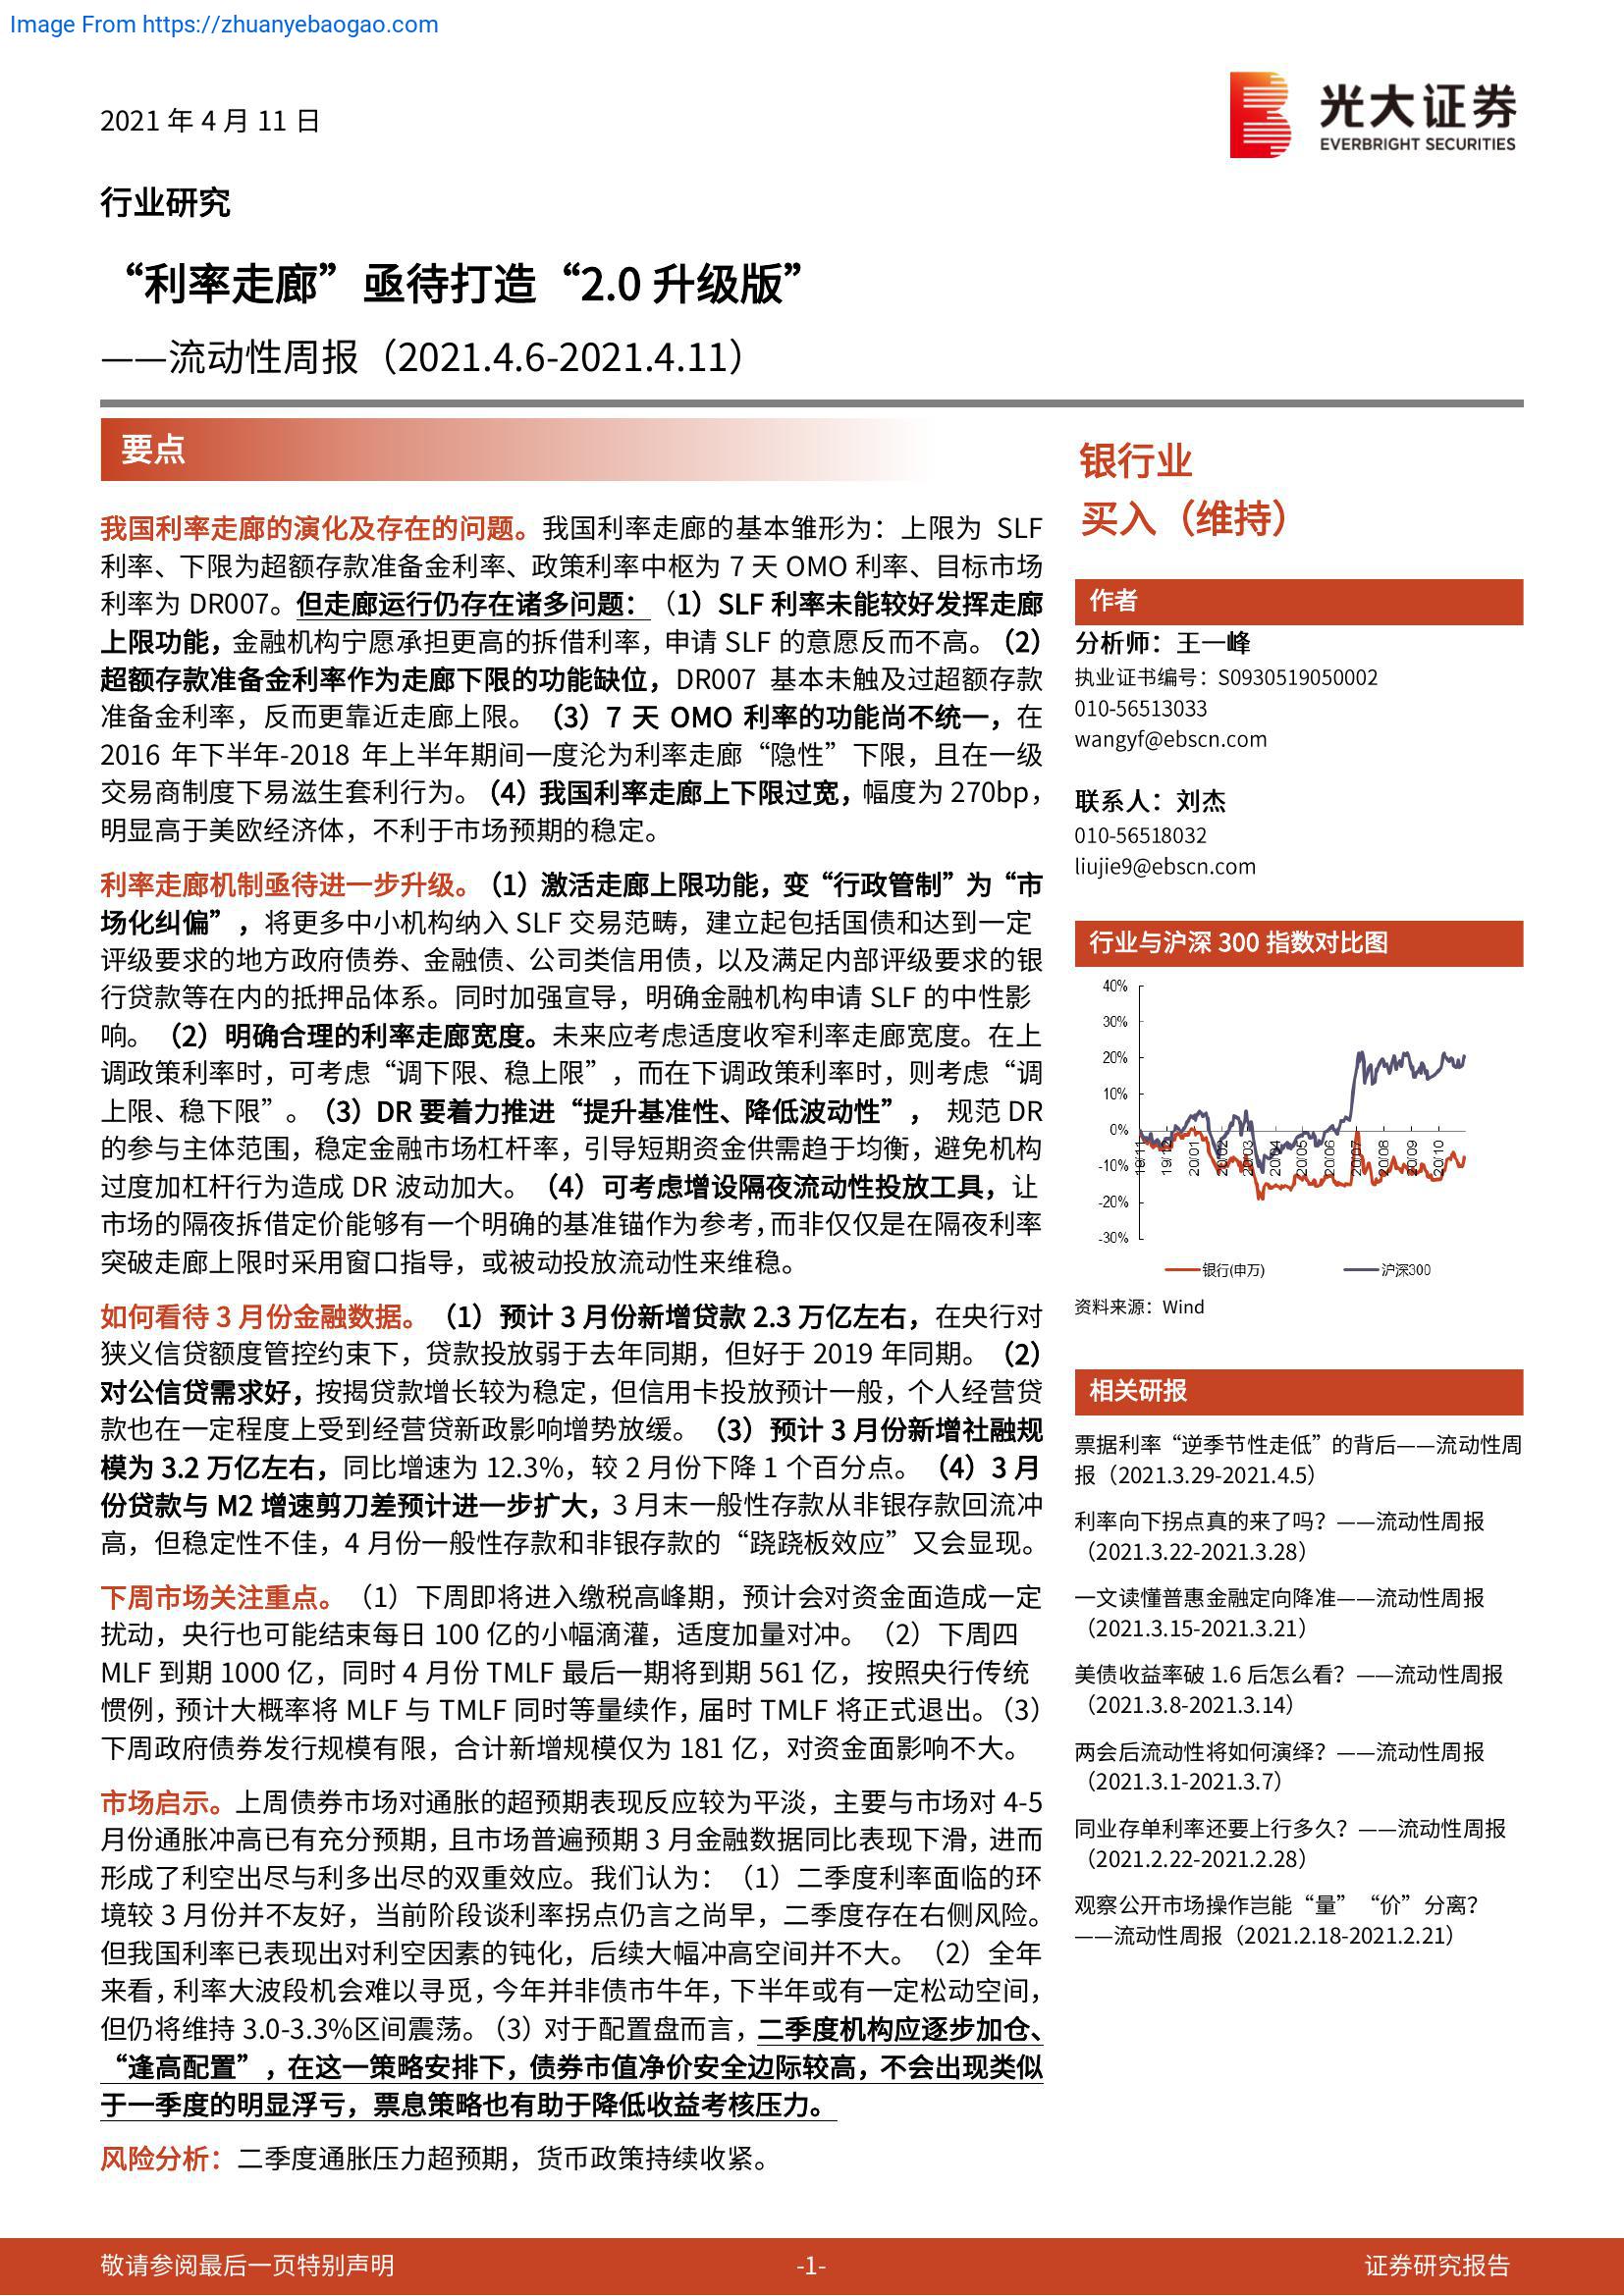 Image From https://zhuanyebaogao.com
2021 年 4 月 11 日
光大证券
EVERBRIGHT SECURITIES
行业研究
“利率走廊”亟待打造“2.0 升级版”
——流动性周报（2021.4.6-2021.4.11）
要点
我国利率走廊的演化及存在的问题。我国利率走廊的基本雏形为：上限为 SLF
利率、下限为超额存款准备金利率、政策利率中枢为 7 天 OMO 利率、目标市场
利率为 DR007。但走廊运行仍存在诸多问题：（1）SLF 利率未能较好发挥走廊
上限功能，金融机构宁愿承担更高的拆借利率，申请 SLF 的意愿反而不高。（2）
超额存款准备金利率作为走廊下限的功能缺位，DR007 基本未触及过超额存款
准备金利率，反而更靠近走廊上限。（3）7 天 OMO 利率的功能尚不统一，在
2016 年下半年-2018 年上半年期间一度沦为利率走廊“隐性”下限，且在一级
交易商制度下易滋生套利行为。（4）我国利率走廊上下限过宽，幅度为 270bp，
明显高于美欧经济体，不利于市场预期的稳定。
利率走廊机制亟待进一步升级。（1）激活走廊上限功能，变“行政管制”为“市
场化纠偏”，将更多中小机构纳入 SLF 交易范畴，建立起包括国债和达到一定
评级要求的地方政府债券、金融债、公司类信用债，以及满足内部评级要求的银
行贷款等在内的抵押品体系。同时加强宣导，明确金融机构申请 SLF 的中性影
响。（2）明确合理的利率走廊宽度。未来应考虑适度收窄利率走廊宽度。在上
调政策利率时，可考虑“调下限、稳上限”，而在下调政策利率时，则考虑“调
上限、稳下限”。（3）DR 要着力推进“提升基准性、降低波动性”， 规范 DR
的参与主体范围，稳定金融市场杠杆率，引导短期资金供需趋于均衡，避免机构
过度加杠杆行为造成 DR 波动加大。（4）可考虑增设隔夜流动性投放工具，让
市场的隔夜拆借定价能够有一个明确的基准锚作为参考，而非仅仅是在隔夜利率
突破走廊上限时采用窗口指导，或被动投放流动性来维稳。
如何看待 3 月份金融数据。（1）预计 3 月份新增贷款 2.3 万亿左右，在央行对
狭义信贷额度管控约束下，贷款投放弱于去年同期，但好于 2019 年同期。（2）
对公信贷需求好，按揭贷款增长较为稳定，但信用卡投放预计一般，个人经营贷
款也在一定程度上受到经营贷新政影响增势放缓。（3）预计 3 月份新增社融规
模为 3.2 万亿左右，同比增速为 12.3%，较 2 月份下降 1 个百分点。（4）3 月
份贷款与 M2 增速剪刀差预计进一步扩大，3 月末一般性存款从非银存款回流冲
高，但稳定性不佳，4 月份一般性存款和非银存款的“跷跷板效应”又会显现。
下周市场关注重点。（1）下周即将进入缴税高峰期，预计会对资金面造成一定
扰动，央行也可能结束每日 100 亿的小幅滴灌，适度加量对冲。（2）下周四
MLF 到期 1000 亿，同时 4 月份 TMLF 最后一期将到期 561 亿，按照央行传统
惯例，预计大概率将 MLF 与 TMLF 同时等量续作，届时 TMLF 将正式退出。（3）
下周政府债券发行规模有限，合计新增规模仅为 181 亿，对资金面影响不大。
市场启示。上周债券市场对通胀的超预期表现反应较为平淡，主要与市场对 4-5
月份通胀冲高已有充分预期，且市场普遍预期 3 月金融数据同比表现下滑，进而
形成了利空出尽与利多出尽的双重效应。我们认为：（1）二季度利率面临的环
境较 3 月份并不友好，当前阶段谈利率拐点仍言之尚早，二季度存在右侧风险。
但我国利率已表现出对利空因素的钝化，后续大幅冲高空间并不大。（2）全年
来看，利率大波段机会难以寻觅，今年并非债市牛年，下半年或有一定松动空间，
但仍将维持 3.0-3.3%区间震荡。（3）对于配置盘而言，二季度机构应逐步加仓、
“逢高配置”，在这一策略安排下，债券市值净价安全边际较高，不会出现类似
于一季度的明显浮亏，票息策略也有助于降低收益考核压力。
风险分析：二季度通胀压力超预期，货币政策持续收紧。
银行业
买入（维持）
作者
分析师：王一峰
执业证书编号：S0930519050002
010-56513033
wangyf@ebscn.com
联系人：刘杰
010-56518032
liujie9@ebscn.com
行业与沪深 300 指数对比图
40%
30%
20%
10%
0%
-10%
-20%
-30%
19/11
19/12
20/01
20/02
20/03
20/04
20/05
20/06
20/07
20/08
20/09
20/10
银行(申万)
沪深300
资料来源：Wind
相关研报
票据利率“逆季节性走低”的背后——流动性周
报（2021.3.29-2021.4.5）
利率向下拐点真的来了吗？——流动性周报
（2021.3.22-2021.3.28）
一文读懂普惠金融定向降准——流动性周报
（2021.3.15-2021.3.21）
美债收益率破 1.6 后怎么看？——流动性周报
（2021.3.8-2021.3.14）
两会后流动性将如何演绎？——流动性周报
（2021.3.1-2021.3.7）
同业存单利率还要上行多久？——流动性周报
（2021.2.22-2021.2.28）
观察公开市场操作岂能“量”“价”分离？
——流动性周报（2021.2.18-2021.2.21）
敬请参阅最后一页特别声明
-1-
证券研究报告